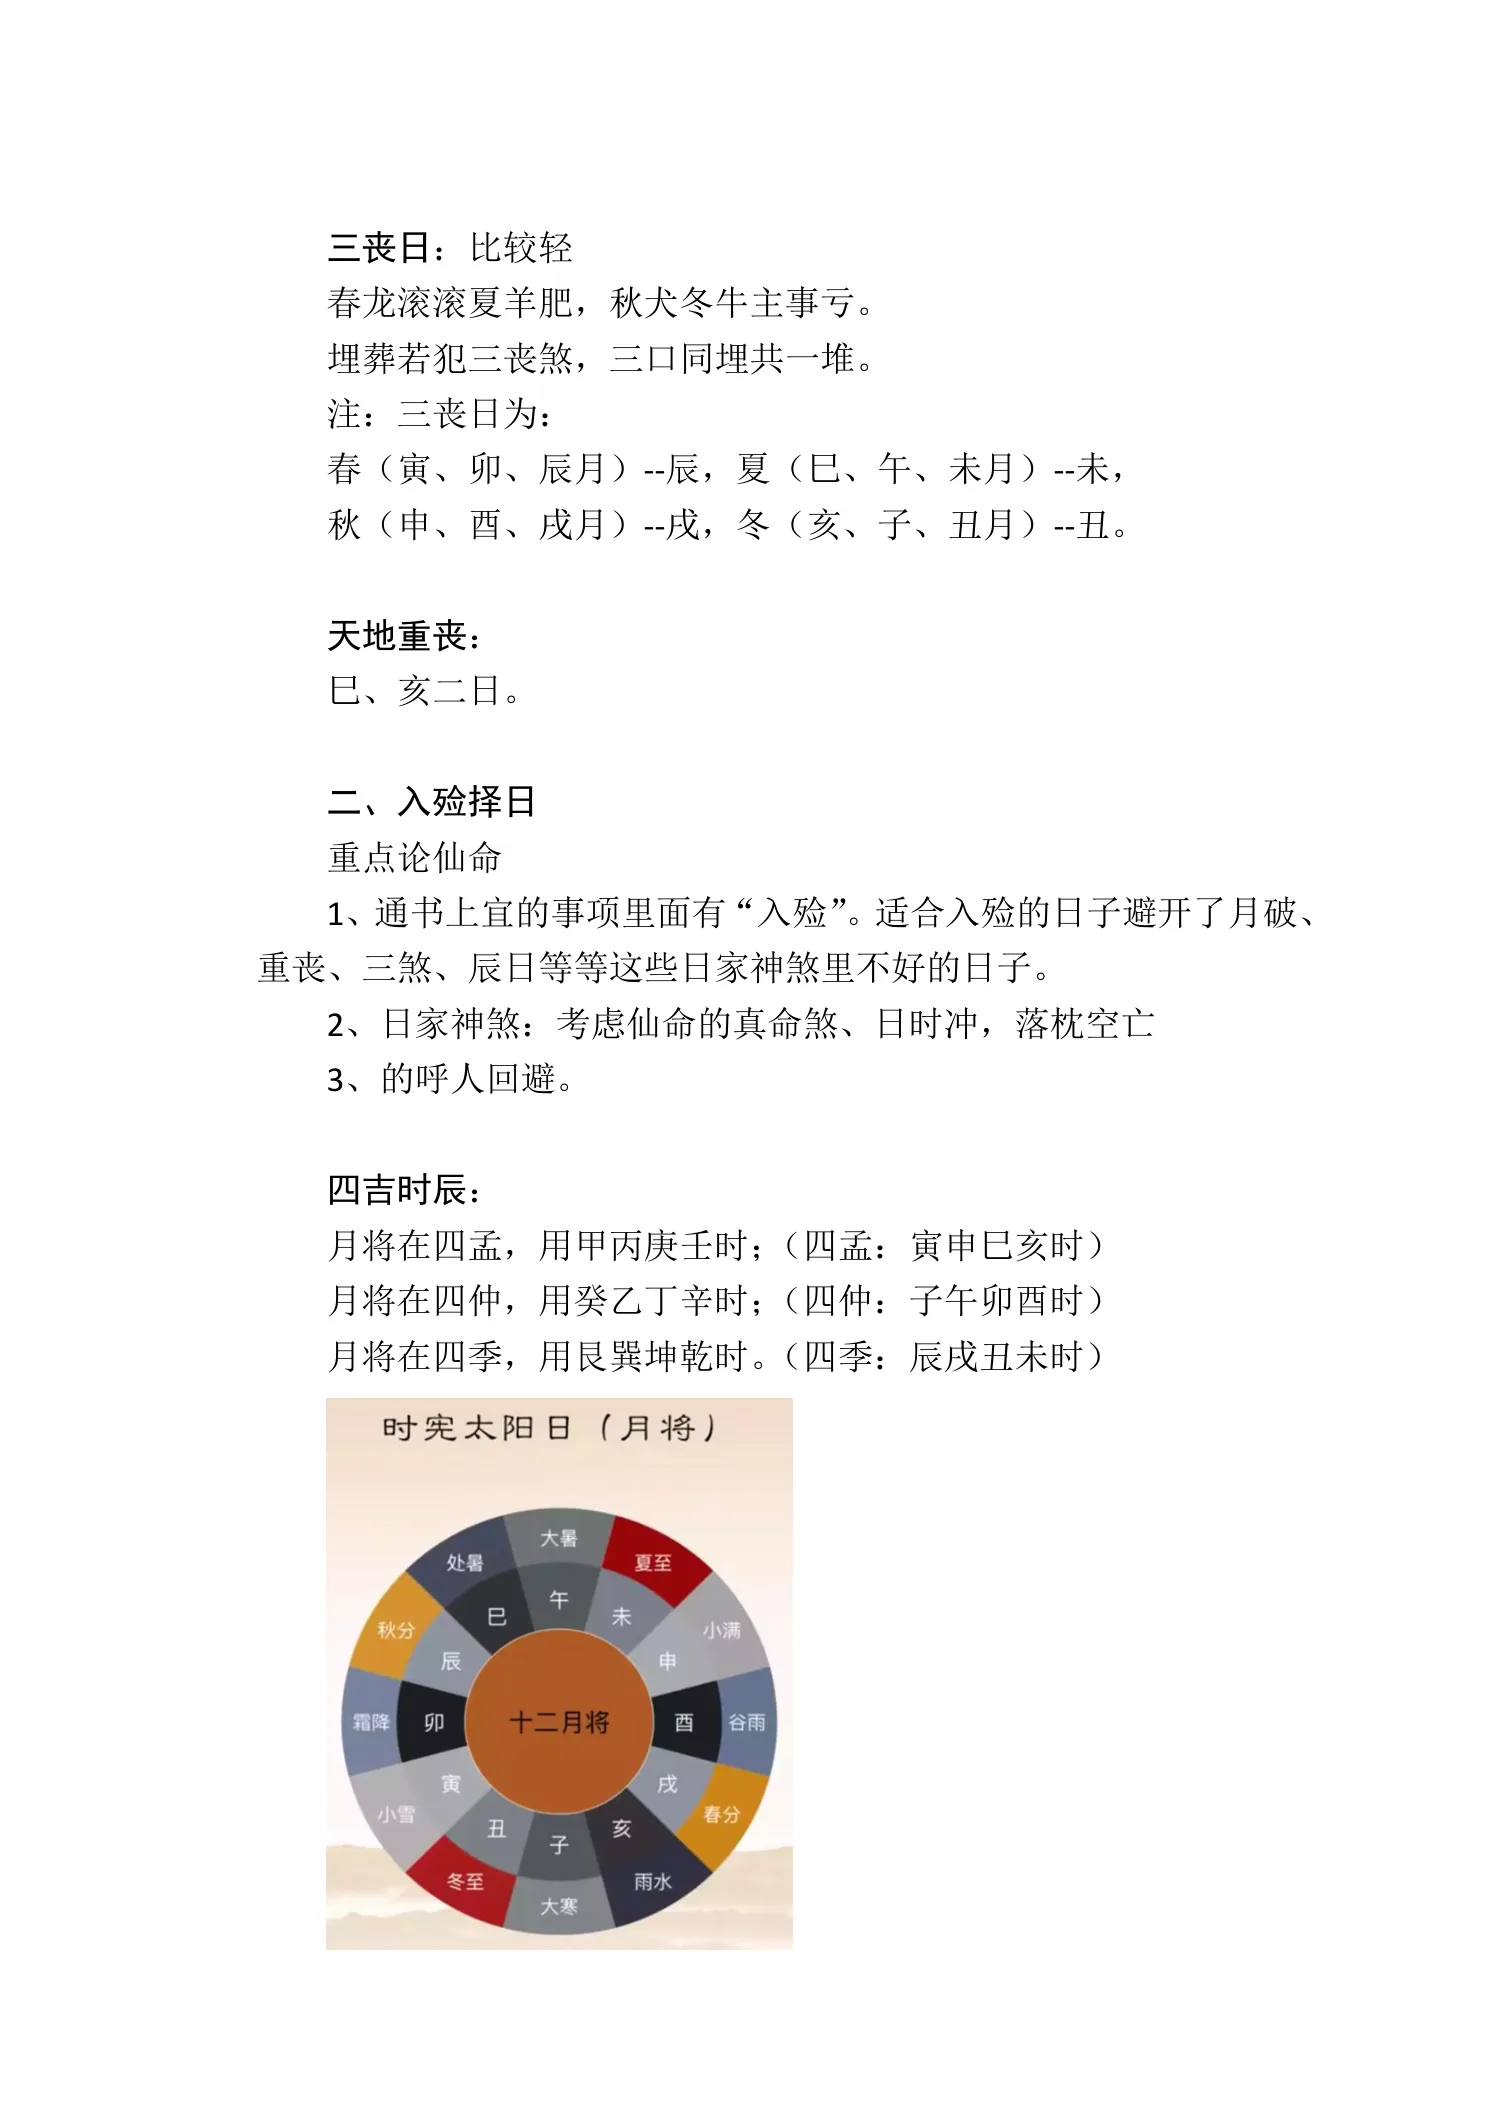 三丧日：比较轻
春龙滚滚夏羊肥，秋犬冬牛主事亏。
埋葬若犯三丧煞，三口同埋共一堆。
注：三丧日为：
春（寅、卯、辰月）--辰，夏（巳、午、未月）--未，
秋（申、酉、戌月）--戌，冬（亥、子、丑月）--丑。
天地重丧：
巳、亥二日。
二、入殓择日
重点论仙命
1、通书上宜的事项里面有“入殓”。适合入殓的日子避开了月破、
重丧、三煞、辰日等等这些日家神煞里不好的日子。
2、日家神煞：考虑仙命的真命煞、日时冲，落枕空亡
3、的呼人回避。
四吉时辰：
月将在四孟，用甲丙庚壬时；（四孟：寅申巳亥时）
月将在四仲，用癸乙丁辛时；（四仲：子午卯酉时）
月将在四季，用艮巽坤乾时。（四季：辰戌丑未时）
时宪太阳日（月将）
大暑
处暑
夏至
午
巳
未
秋分
小满
辰
申
霜降
卯
十二月将
酉
谷雨
寅
戌
小雪
春分
丑
亥
子
冬至
雨水
大寒